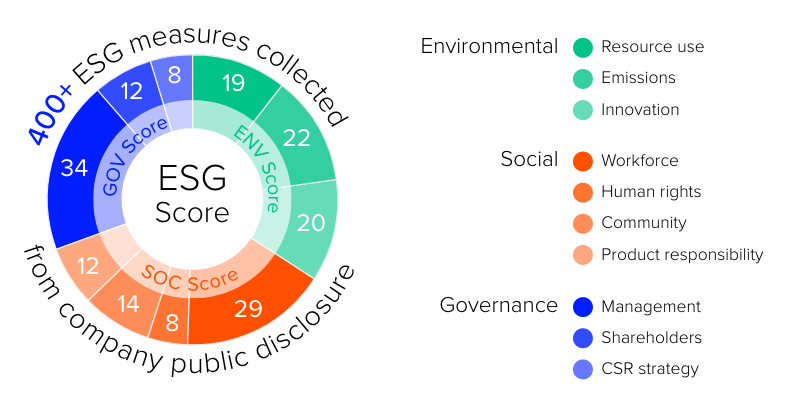 400+ ESG measures collected
from company public disclosure
ESG
Score
ENV Score
19
22
20
SOC Score
29
8
14
12
GOV Score
34
12
8
Environmental
Resource use
Emissions
Innovation
Social
Workforce
Human rights
Community
Product responsibility
Governance
Management
Shareholders
CSR strategy